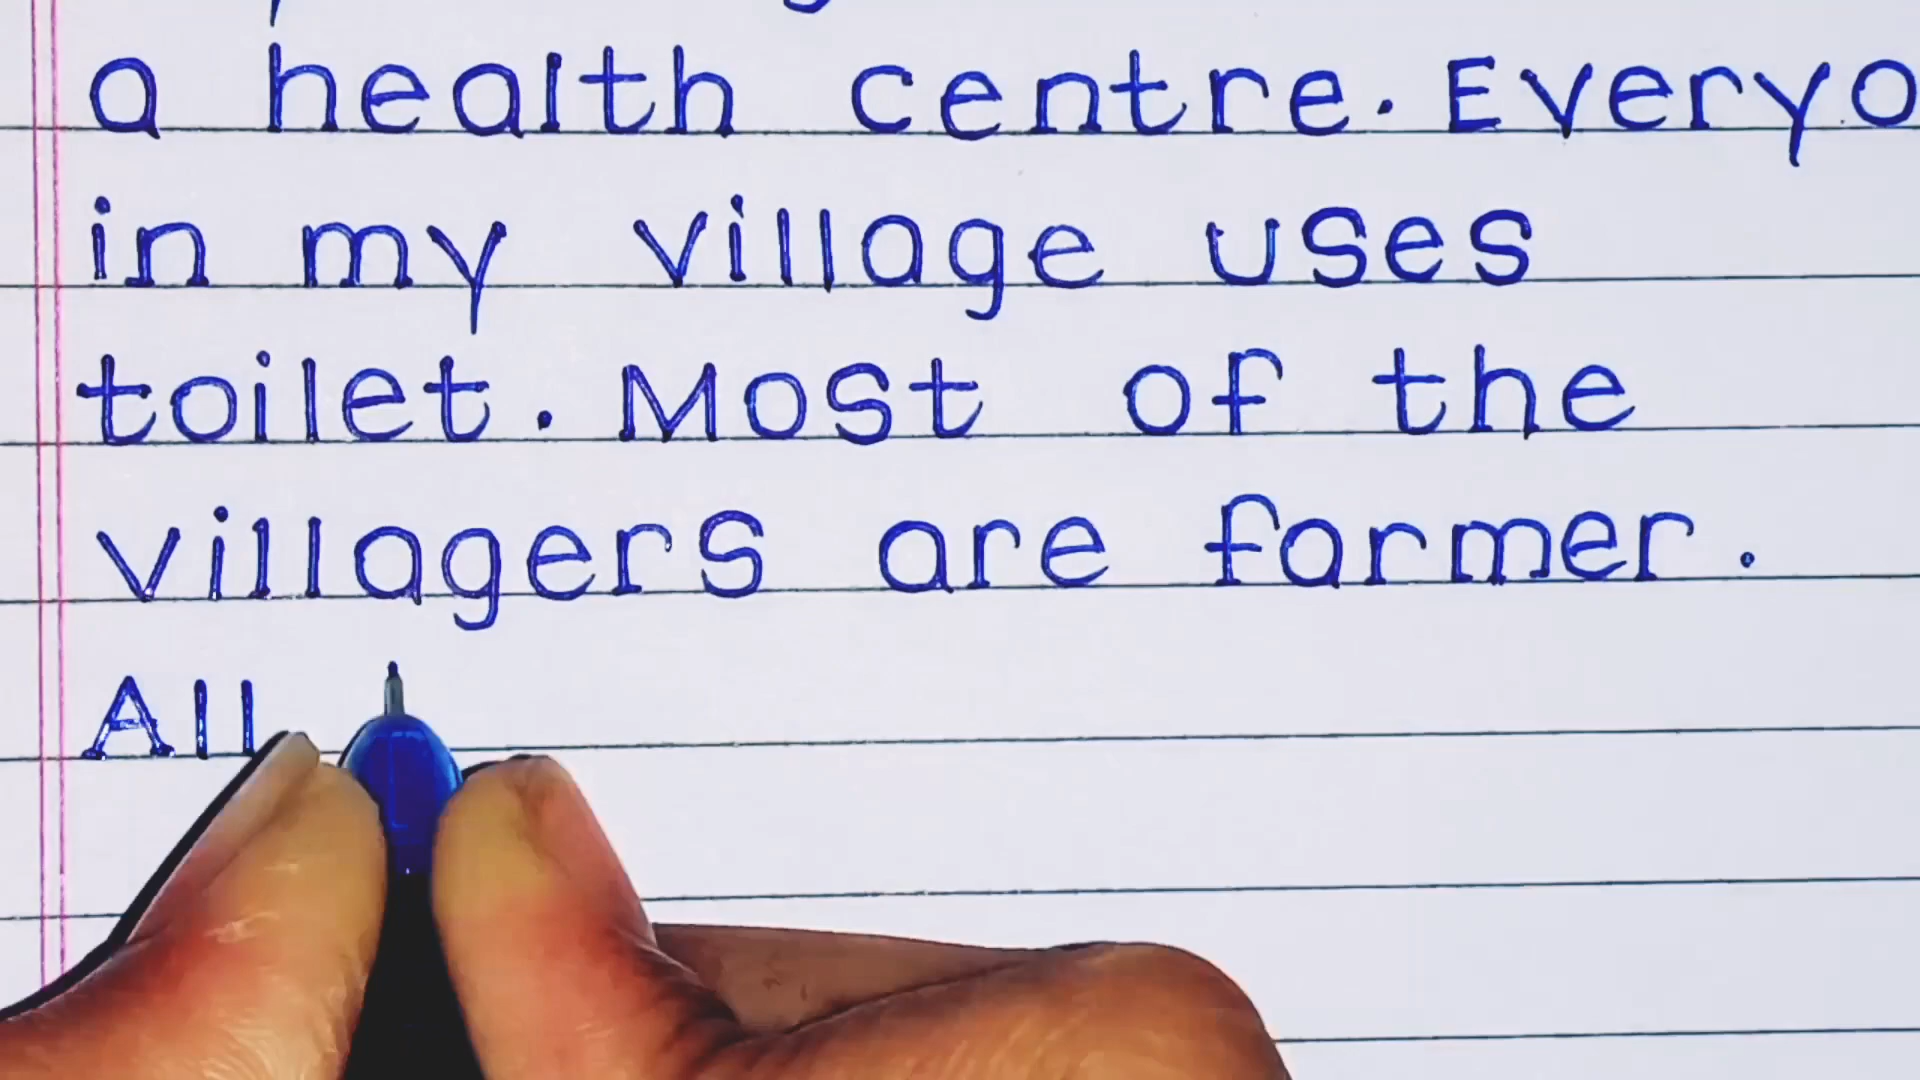 a health centre. Everyo
in my village uses
toilet. Most of the
villagers are farmer.
All